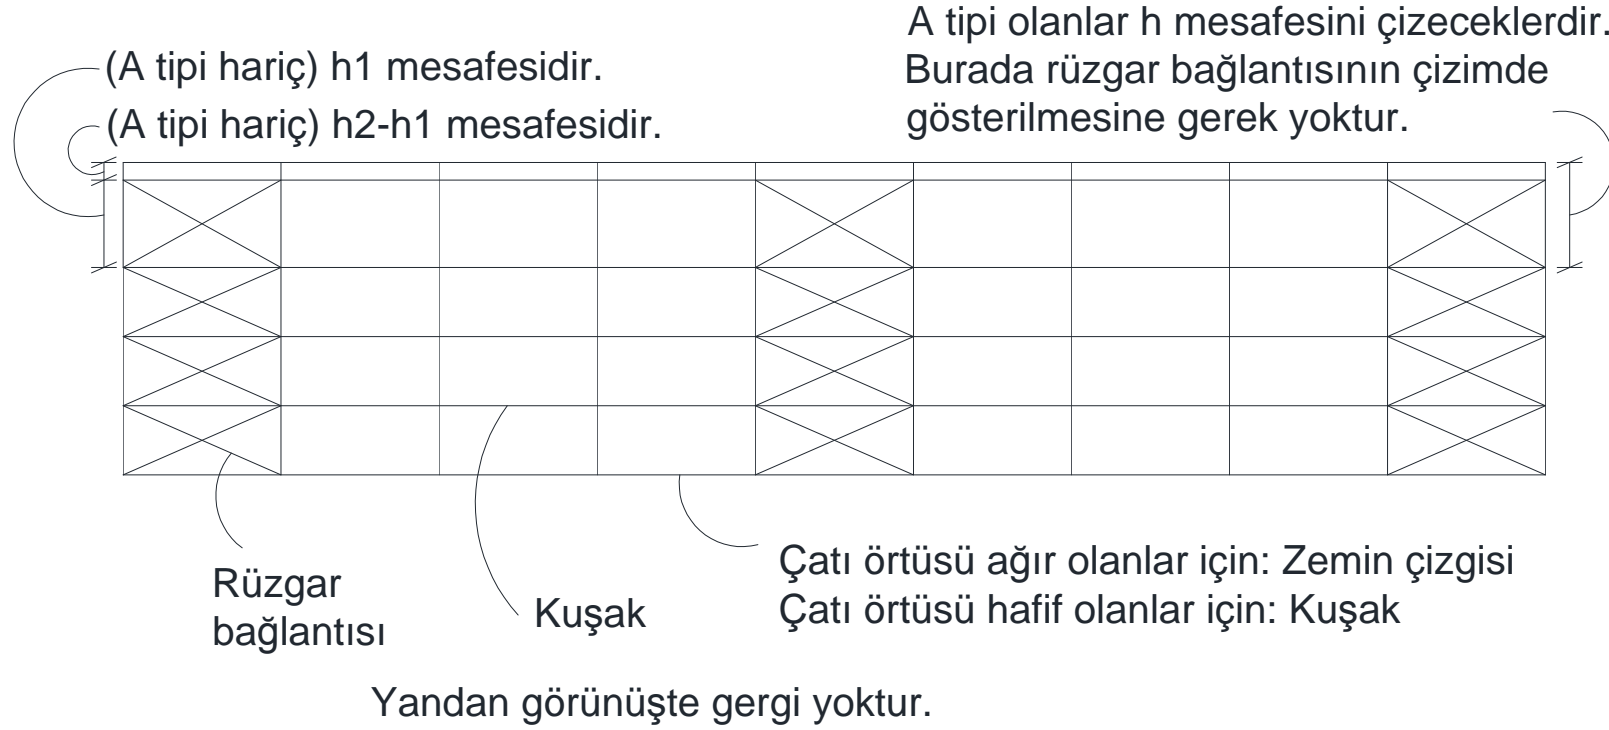 A tipi olanlar h mesafesini çizeceklerdir.
Burada rüzgar bağlantısının çizimde
gösterilmesine gerek yoktur.
(A tipi hariç) h1 mesafesidir.
(A tipi hariç) h2-h1 mesafesidir.
Rüzgar
bağlantısı
Kuşak
Çatı örtüsü ağır olanlar için: Zemin çizgisi
Çatı örtüsü hafif olanlar için: Kuşak
Yandan görünüşte gergi yoktur.